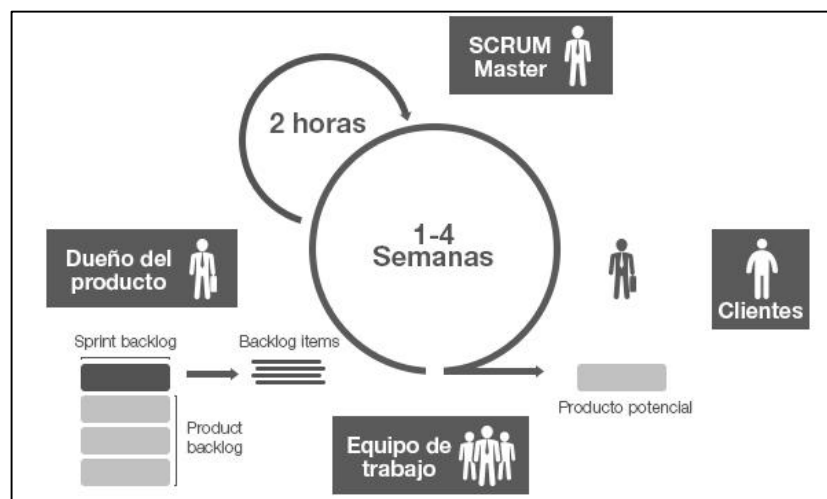 SCRUM
Master
2 horas
1-4
Semanas
Dueño del
producto
Clientes
Sprint backlog
Backlog items
Product
backlog
Producto potencial
Equipo de
trabajo